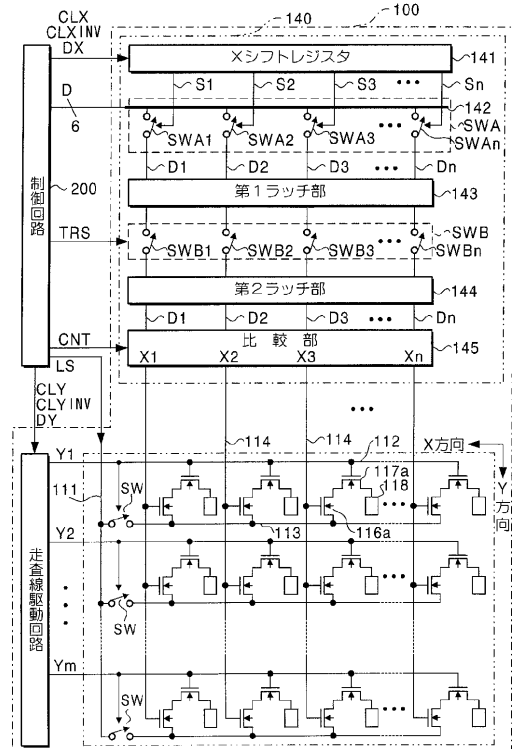 CLX
CLXINV
DX
140
100
Xシフトレジスタ
141
S1 S2 S3 ••• Sn
D
6
142
SWA
SWA1 SWA2 SWA3 ••• SWAn
D1 D2 D3 Dn
制御回路
200
第1ラッチ部
143
TRS
SWB
SWB1 SWB2 SWB3 ••• SWBn
第2ラッチ部
144
D1 D2 D3 ••• Dn
CNT
比較部
X1 X2 X3 Xn
145
LS
CLY
CLYINV
DY
•••
114 114 112
X方向
Y方向
Y1
111
SW
117a
118
•••
113
116a
Y2
SW
•••
走査線駆動回路
Ym
SW
•••